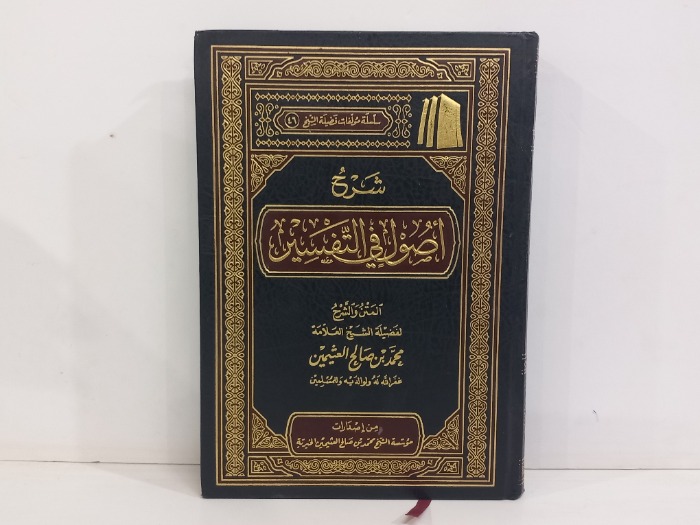 سلسلة مؤلفات فضيلة الشيخ ٤٦
شرح
أصول في التفسير
المتن والشرح
لفضيلة الشيخ العلامة
محمد بن صالح العثيمين
غفر الله له ولوالديه وللمسلمين
من إصدارات
مؤسسة الشيخ محمد بن صالح العثيمين الخيرية